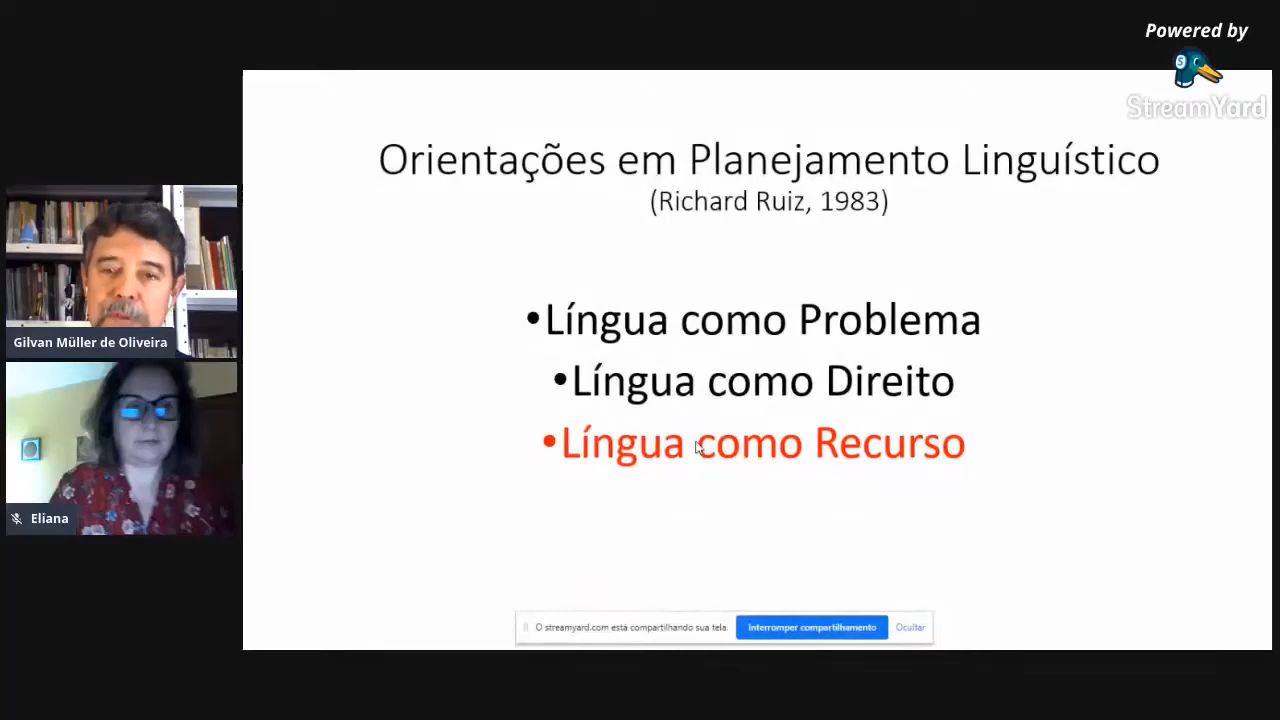 Powered by
StreamYard
Orientações em Planejamento Linguístico
(Richard Ruiz, 1983)
•Língua como Problema
•Língua como Direito
•Língua como Recurso
Gilvan Müller de Oliveira
Eliana
O streamyard.com está compartilhando sua tela. Interromper compartilhamento Ocultar